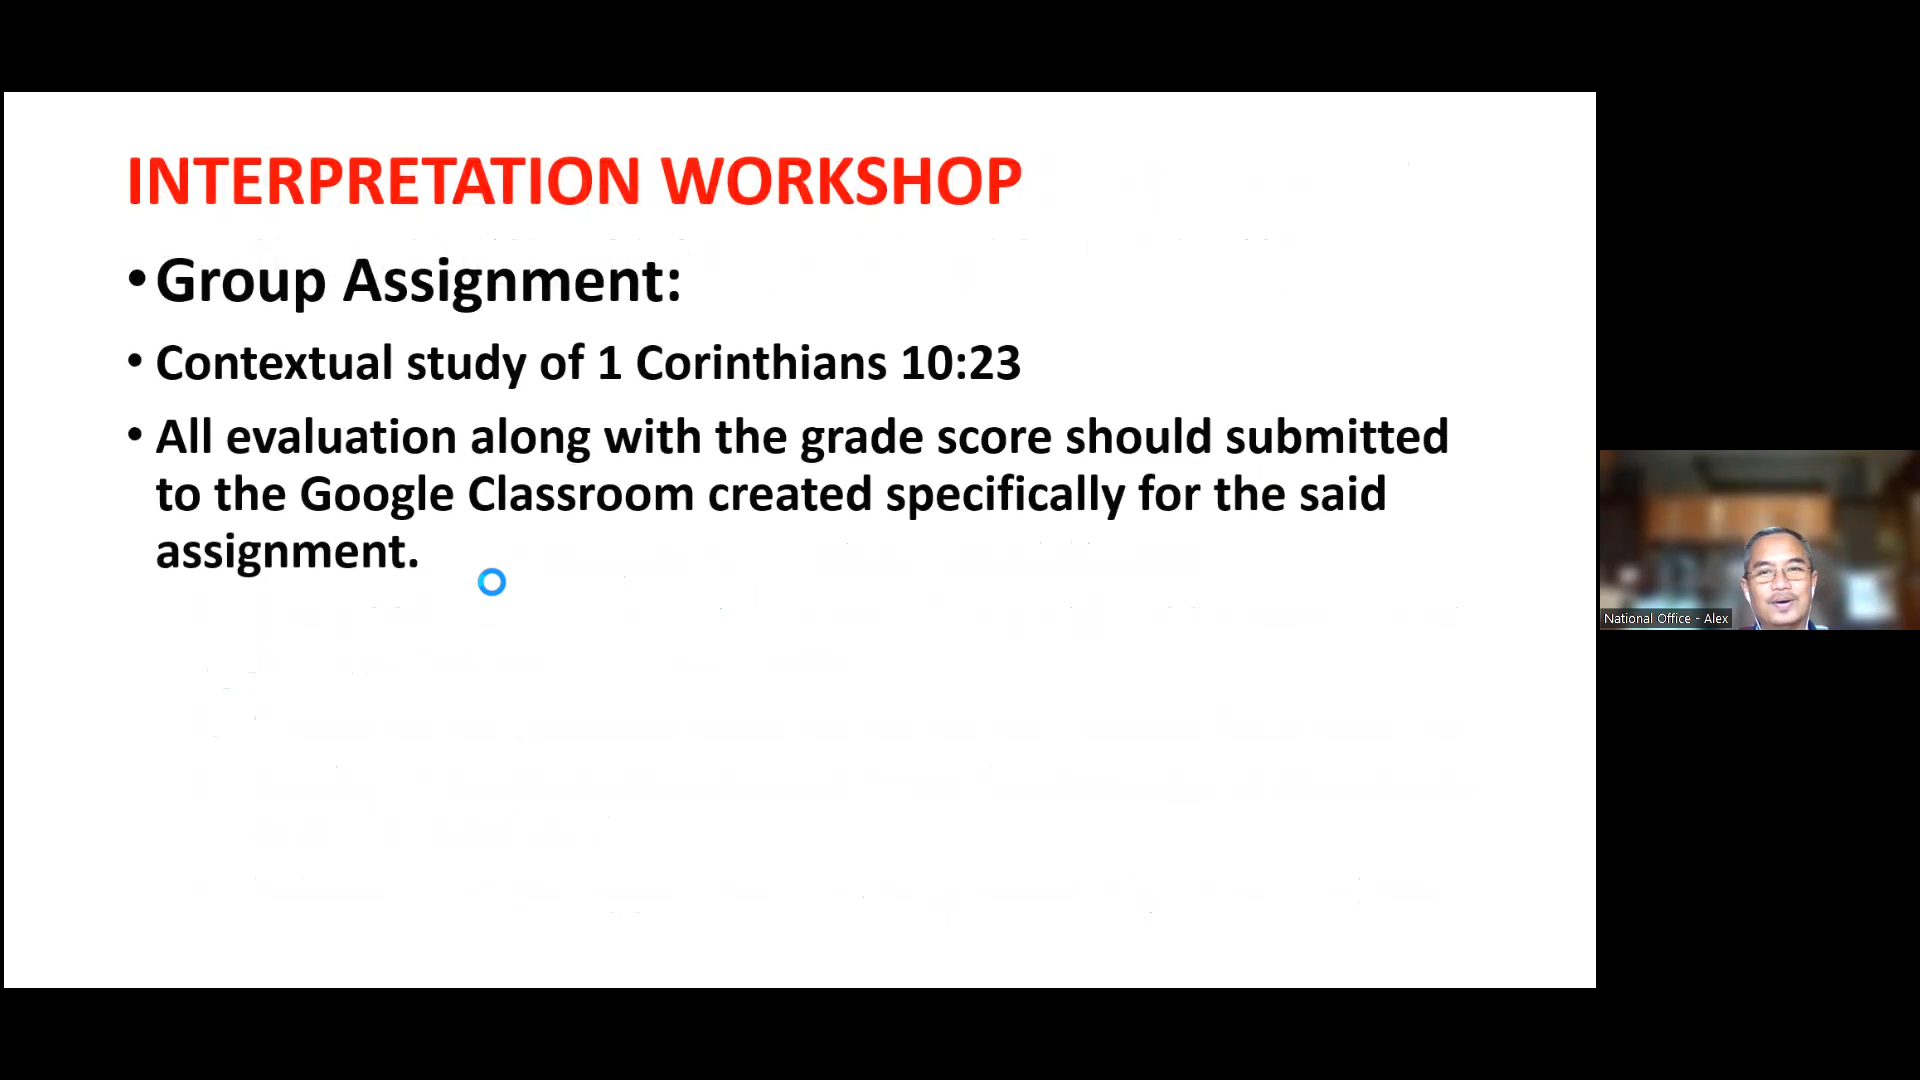 INTERPRETATION WORKSHOP
• Group Assignment:
• Contextual study of 1 Corinthians 10:23
• All evaluation along with the grade score should submitted
to the Google Classroom created specifically for the said
assignment.
National Office - Alex